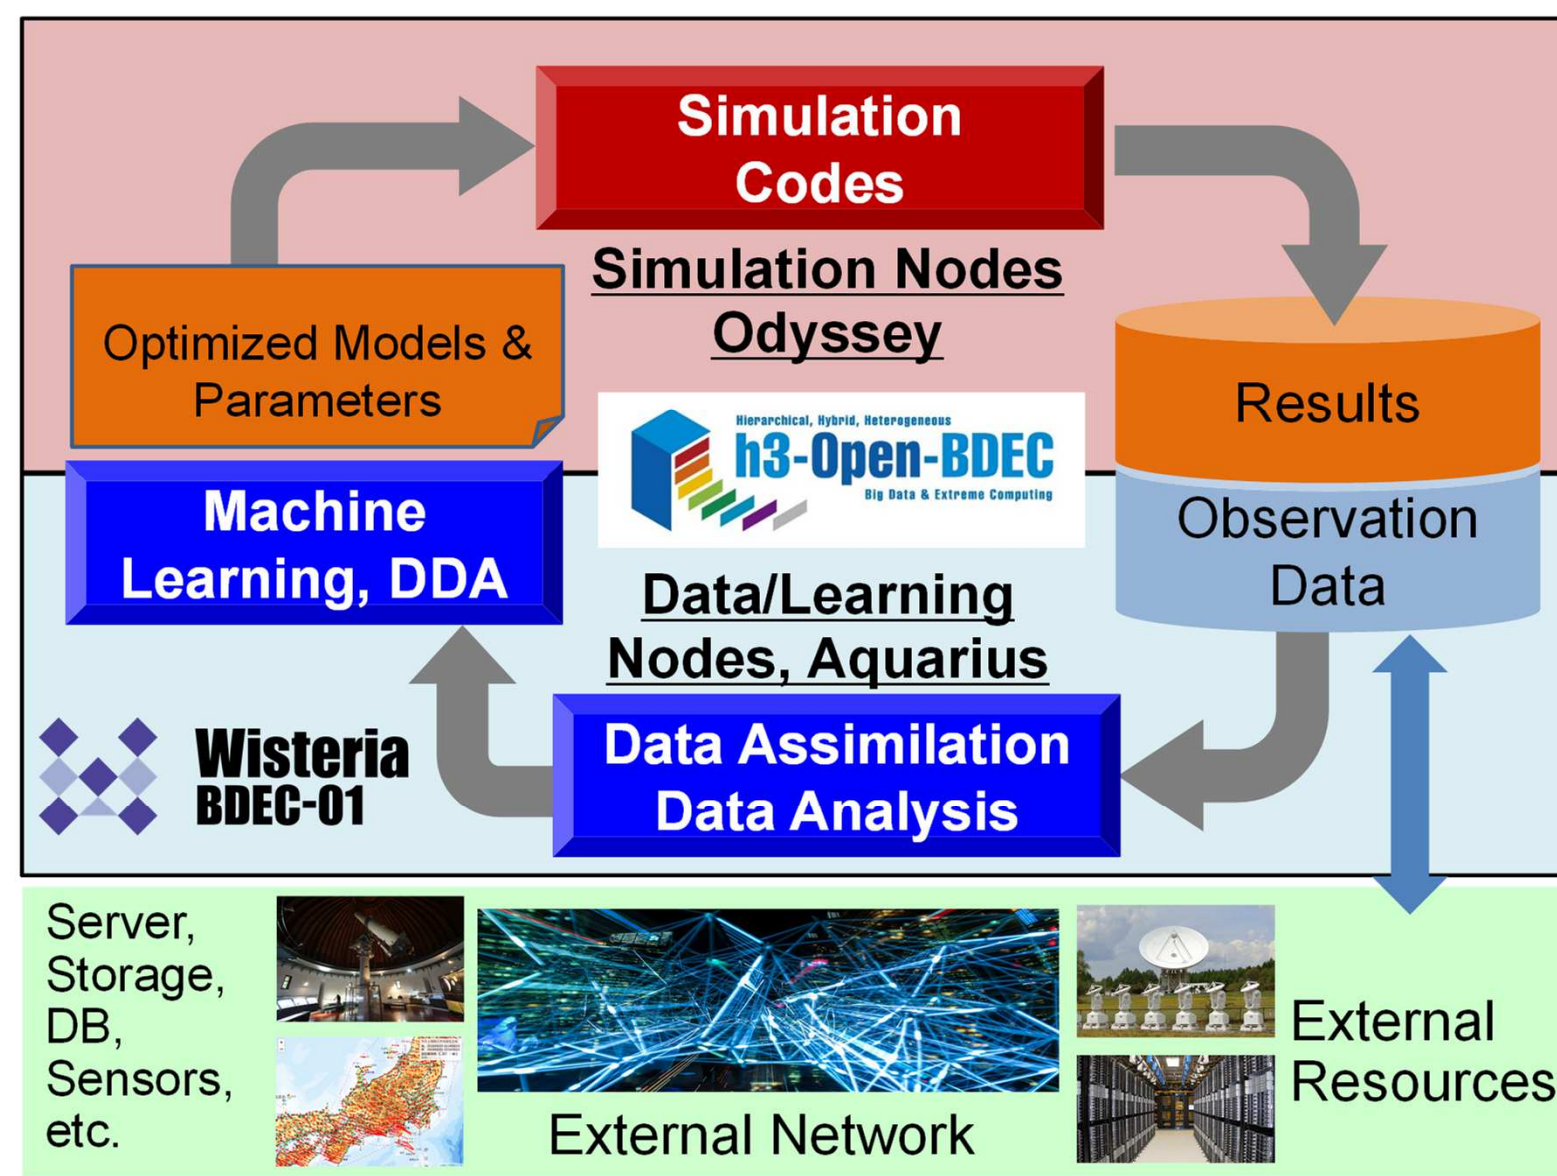 Simulation
Codes
Simulation Nodes
Odyssey
Optimized Models &
Parameters
Results
Hierarchical, Hybrid, Heterogeneous
h3-Open-BDEC
Big Data & Extreme Computing
Machine
Learning, DDA
Observation
Data
Data/Learning
Nodes, Aquarius
Data Assimilation
Data Analysis
Wisteria
BDEC-01
Server,
Storage,
DB,
Sensors,
etc.
External Network
External
Resources